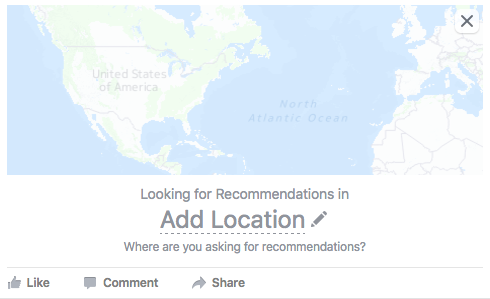 United States
of America
North
Atlantic Ocean
Looking for Recommendations in
Add Location
Where are you asking for recommendations?
Like Comment Share